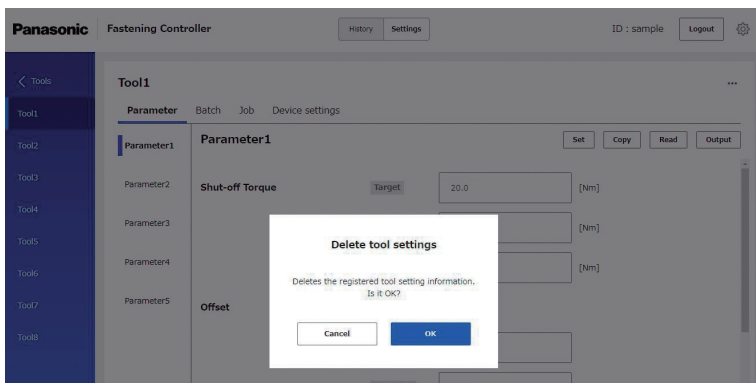 Panasonic Fastening Controller History Settings ID : sample Logout
< Tools
Tool1
Tool2
Tool3
Tool4
Tool5
Tool6
Tool7
Tool8
Tool1
...
Parameter Batch Job Device settings
Parameter1
Parameter2
Parameter3
Parameter4
Parameter5
Parameter1 Set Copy Read Output
Shut-off Torque Target 20.0 [Nm]
[Nm]
[Nm]
Offset
Delete tool settings
Deletes the registered tool setting information.
Is it OK?
Cancel OK